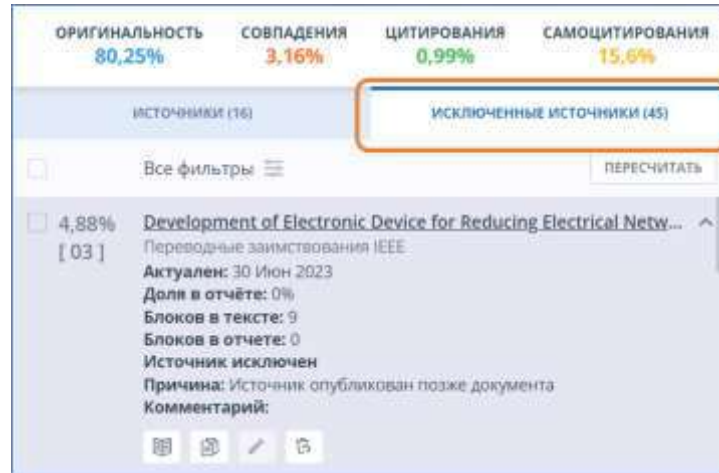 ОРИГИНАЛЬНОСТЬ СОВПАДЕНИЯ ЦИТИРОВАНИЯ САМОЦИТИРОВАНИЯ
80,25% 3,16% 0,99% 15,6%
ИСТОЧНИКИ (16) ИСКЛЮЧЕННЫЕ ИСТОЧНИКИ (45)
Все фильтры ПЕРЕСЧИТАТЬ
4,88% Development of Electronic Device for Reducing Electrical Netw...
[ 03 ] Переводные заимствования IEEE
Актуален: 30 Июн 2023
Доля в отчёте: 0%
Блоков в тексте: 9
Блоков в отчете: 0
Источник исключен
Причина: Источник опубликован позже документа
Комментарий: